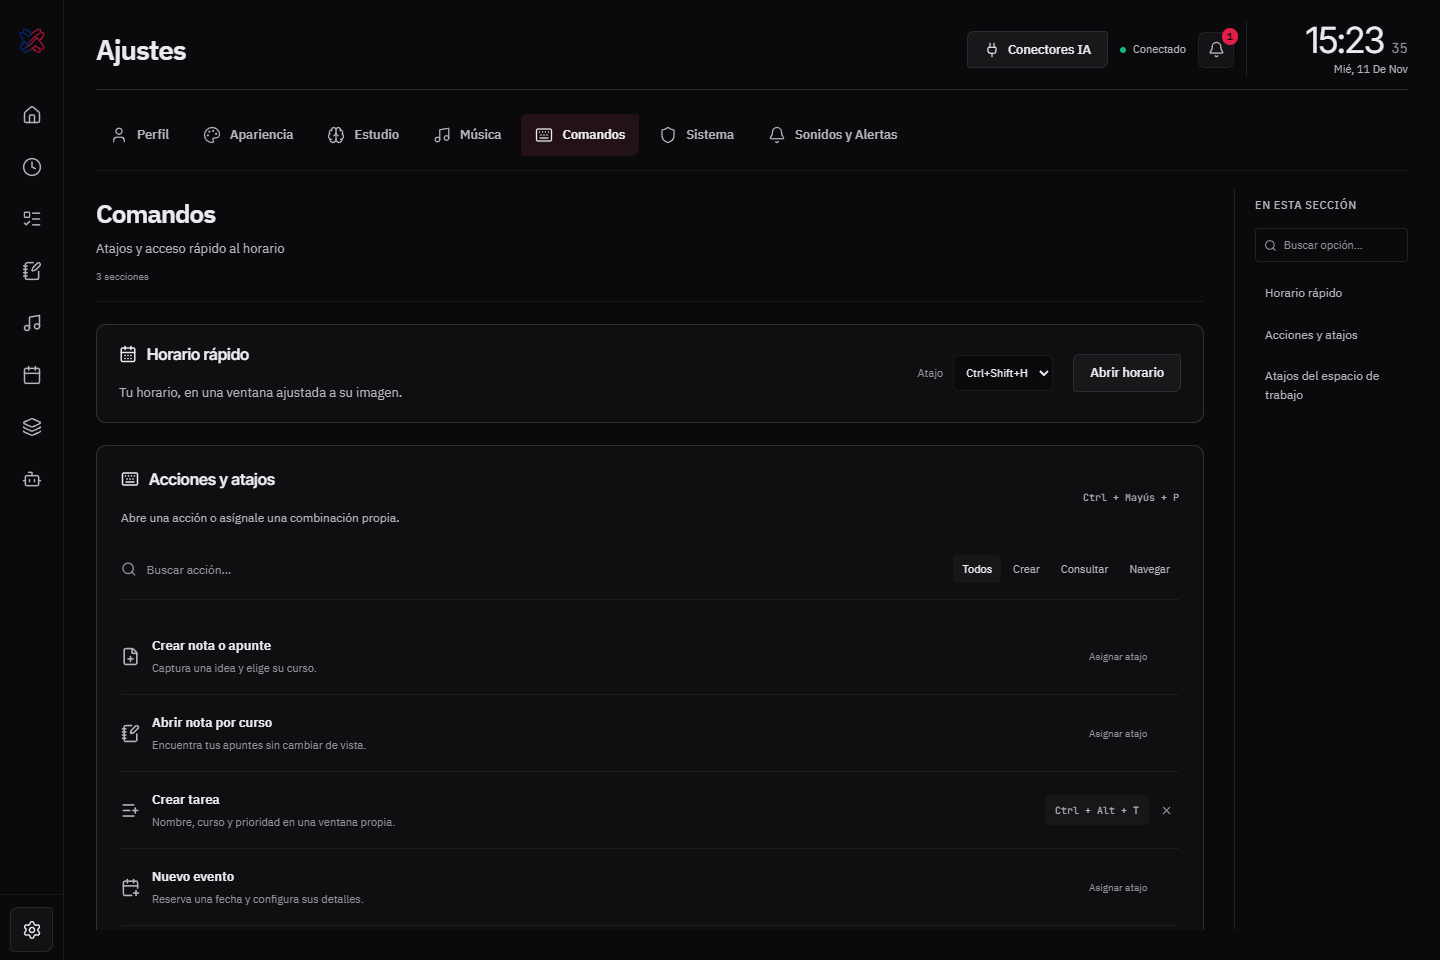 Ajustes
Conectores IA
Conectado
1
15:23 35
Mié, 11 De Nov
Perfil
Apariencia
Estudio
Música
Comandos
Sistema
Sonidos y Alertas
Comandos
Atajos y acceso rápido al horario
3 secciones
Horario rápido
Tu horario, en una ventana ajustada a su imagen.
Atajo
Ctrl+Shift+H
Abrir horario
Acciones y atajos
Abre una acción o asígnale una combinación propia.
Ctrl + Mayús + P
Buscar acción...
Todos
Crear
Consultar
Navegar
Crear nota o apunte
Captura una idea y elige su curso.
Asignar atajo
Abrir nota por curso
Encuentra tus apuntes sin cambiar de vista.
Asignar atajo
Crear tarea
Nombre, curso y prioridad en una ventana propia.
Ctrl + Alt + T
Nuevo evento
Reserva una fecha y configura sus detalles.
Asignar atajo
EN ESTA SECCIÓN
Buscar opción...
Horario rápido
Acciones y atajos
Atajos del espacio de
trabajo